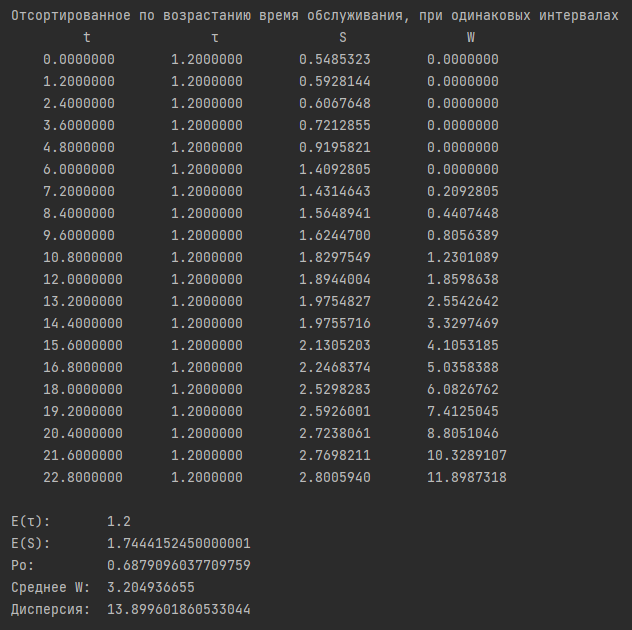 Отсортированное по возрастанию время обслуживания, при одинаковых интервалах
t τ S W
0.0000000 1.2000000 0.5485323 0.0000000
1.2000000 1.2000000 0.5928144 0.0000000
2.4000000 1.2000000 0.6067648 0.0000000
3.6000000 1.2000000 0.7212855 0.0000000
4.8000000 1.2000000 0.9195821 0.0000000
6.0000000 1.2000000 1.4092805 0.0000000
7.2000000 1.2000000 1.4314643 0.2092805
8.4000000 1.2000000 1.5648941 0.4407448
9.6000000 1.2000000 1.6244700 0.8056389
10.8000000 1.2000000 1.8297549 1.2301089
12.0000000 1.2000000 1.8944004 1.8598638
13.2000000 1.2000000 1.9754827 2.5542642
14.4000000 1.2000000 1.9755716 3.3297469
15.6000000 1.2000000 2.1305203 4.1053185
16.8000000 1.2000000 2.2468374 5.0358388
18.0000000 1.2000000 2.5298283 6.0826762
19.2000000 1.2000000 2.5926001 7.4125045
20.4000000 1.2000000 2.7238061 8.8051046
21.6000000 1.2000000 2.7698211 10.3289107
22.8000000 1.2000000 2.8005940 11.8987318
E(τ): 1.2
E(S): 1.7444152450000001
Po: 0.6879096037709759
Среднее W: 3.204936655
Дисперсия: 13.899601860533044